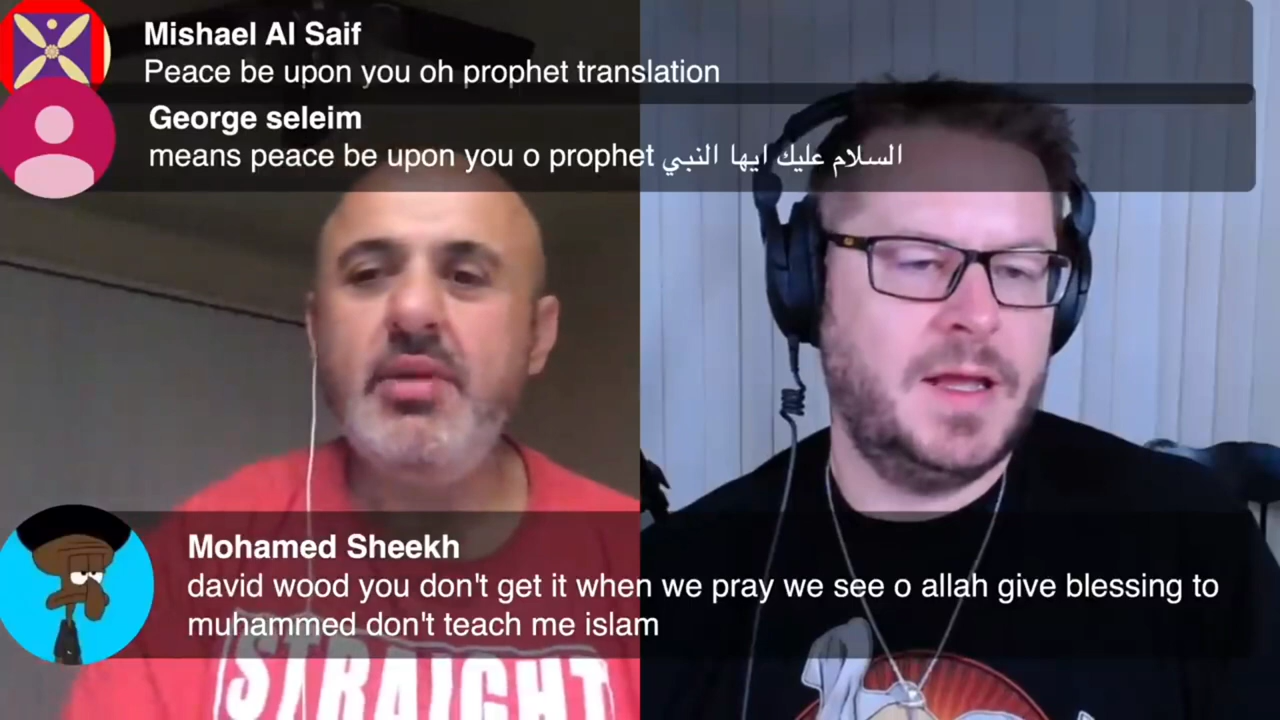 Mishael Al Saif
Peace be upon you oh prophet translation
George seleim
means peace be upon you o prophet السلام عليك ايها النبي
Mohamed Sheekh
david wood you don't get it when we pray we see o allah give blessing to
muhammed don't teach me islam
STRAIGHT